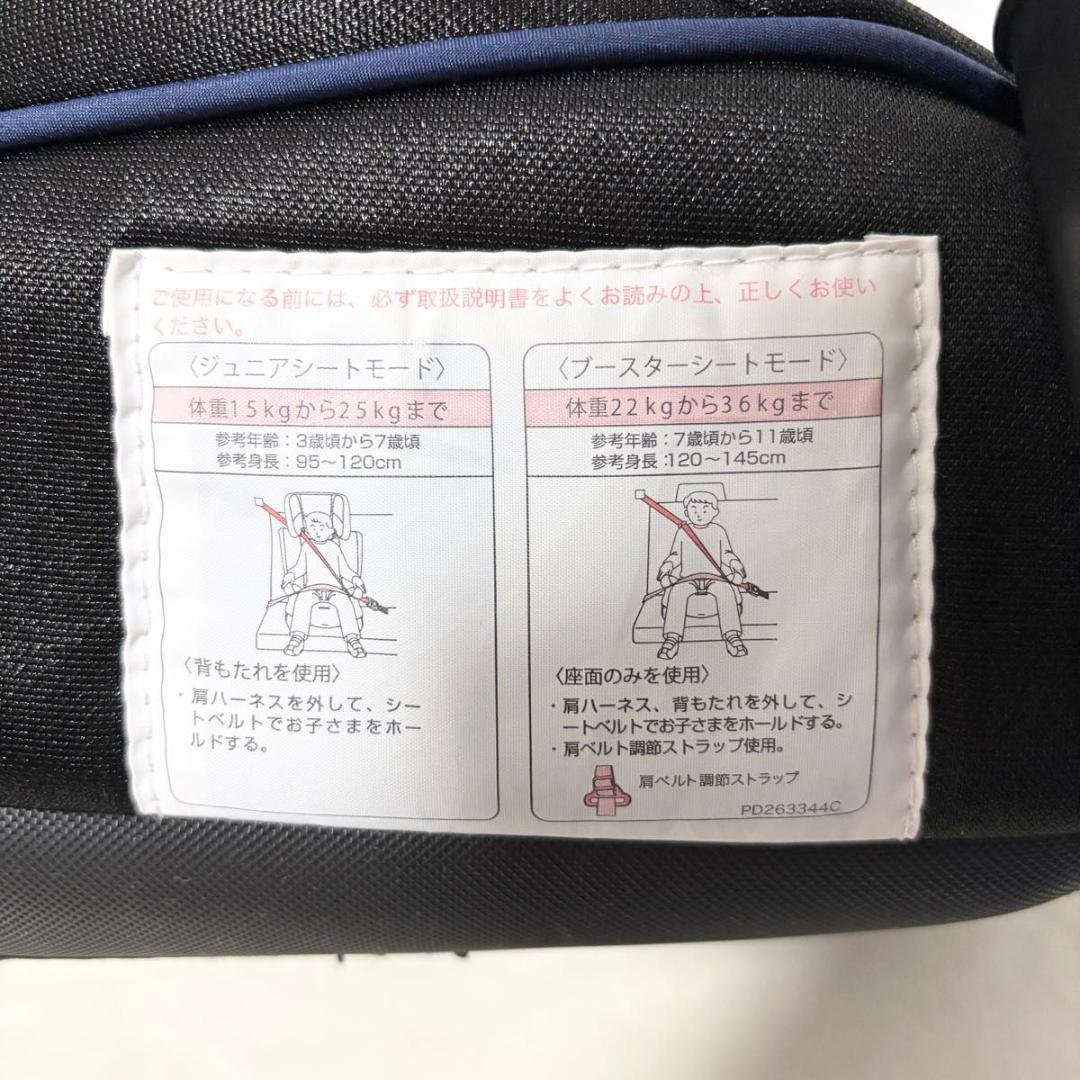 ご使用になる前には、必ず取扱説明書をよくお読みの上、正しくお使い
ください。
〈ジュニアシートモード〉
体重15kgから25kgまで
参考年齢：3歳頃から7歳頃
参考身長：95～120cm
〈背もたれを使用〉
・肩ハーネスを外して、シー
トベルトでお子さまをホー
ルドする。
〈ブースターシートモード〉
体重22kgから36kgまで
参考年齢：7歳頃から11歳頃
参考身長：120～145cm
〈座面のみを使用〉
・肩ハーネス、背もたれを外して、シ
ートベルトでお子さまをホールドする。
・肩ベルト調節ストラップ使用。
肩ベルト調節ストラップ
PD263344C